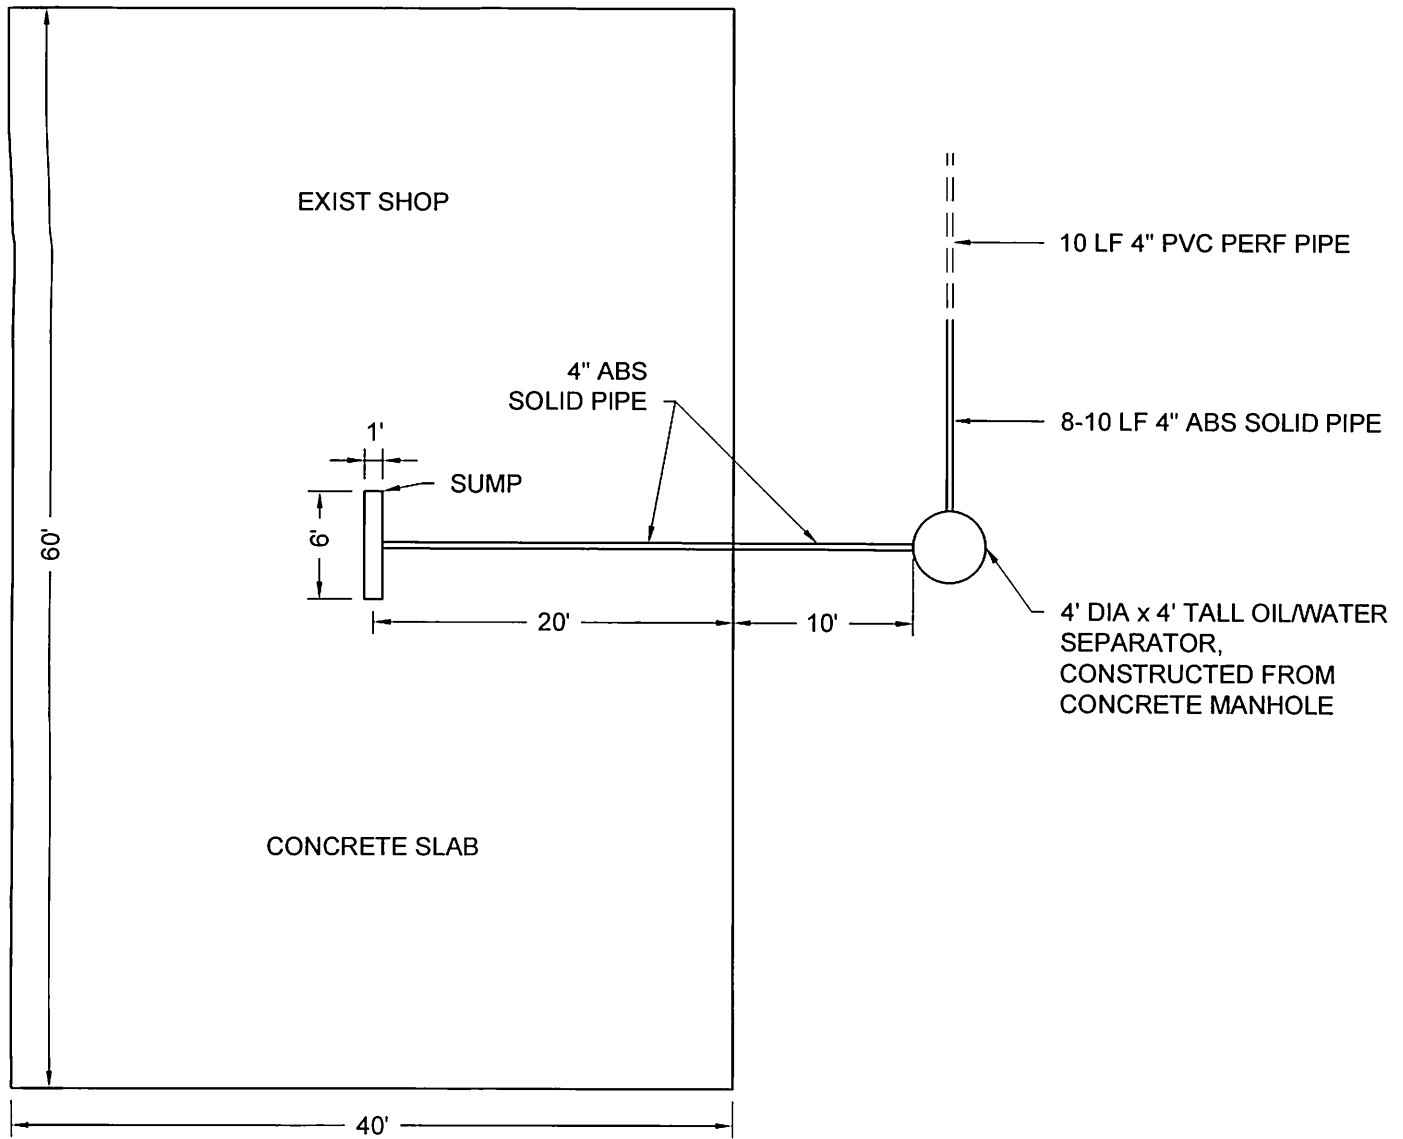 EXIST SHOP
10 LF 4" PVC PERF PIPE
4" ABS
SOLID PIPE
8-10 LF 4" ABS SOLID PIPE
1'
SUMP
6'
60'
20'
10'
4' DIA x 4' TALL OIL/WATER
SEPARATOR,
CONSTRUCTED FROM
CONCRETE MANHOLE
CONCRETE SLAB
40'